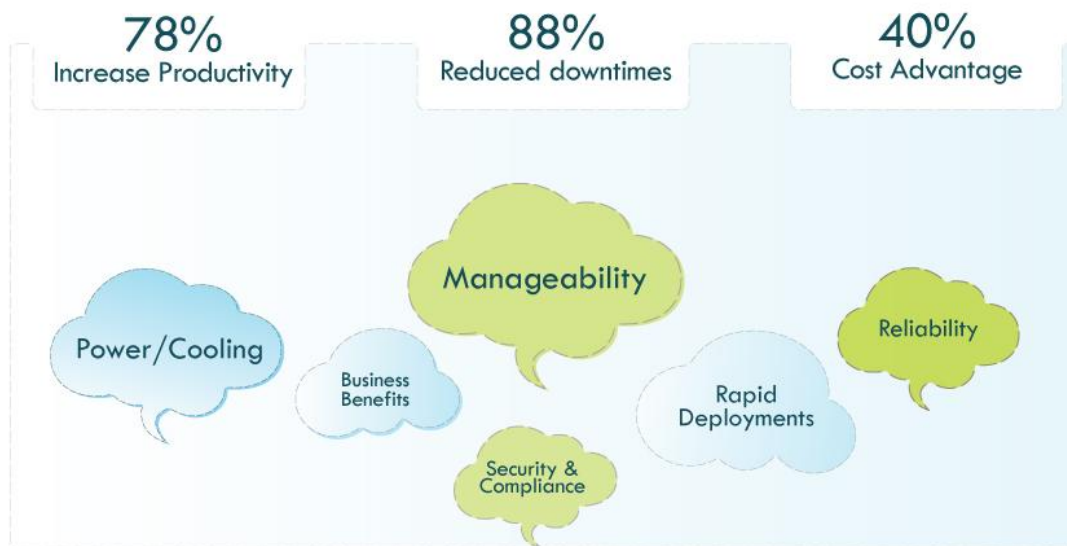 78%
Increase Productivity
88%
Reduced downtimes
40%
Cost Advantage
Manageability
Power/Cooling
Reliability
Business
Benefits
Rapid
Deployments
Security &
Compliance